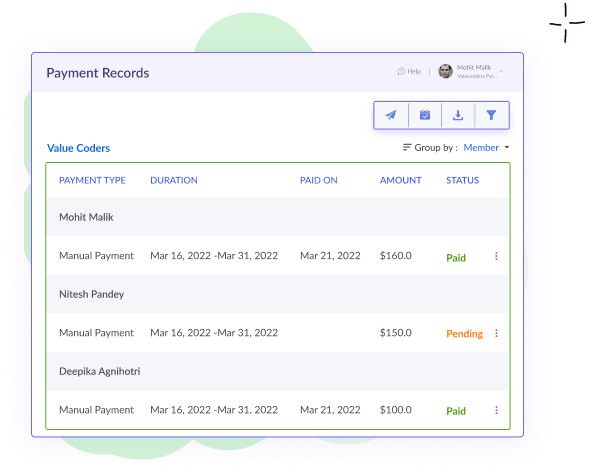 Payment Records
Help
Mohit Malik
Valuecoders Pvt...
Value Coders
Group by : Member
PAYMENT TYPE DURATION PAID ON AMOUNT STATUS
Mohit Malik
Manual Payment Mar 16, 2022 -Mar 31, 2022 Mar 21, 2022 $160.0 Paid
Nitesh Pandey
Manual Payment Mar 16, 2022 -Mar 31, 2022 $150.0 Pending
Deepika Agnihotri
Manual Payment Mar 16, 2022 -Mar 31, 2022 Mar 21, 2022 $100.0 Paid